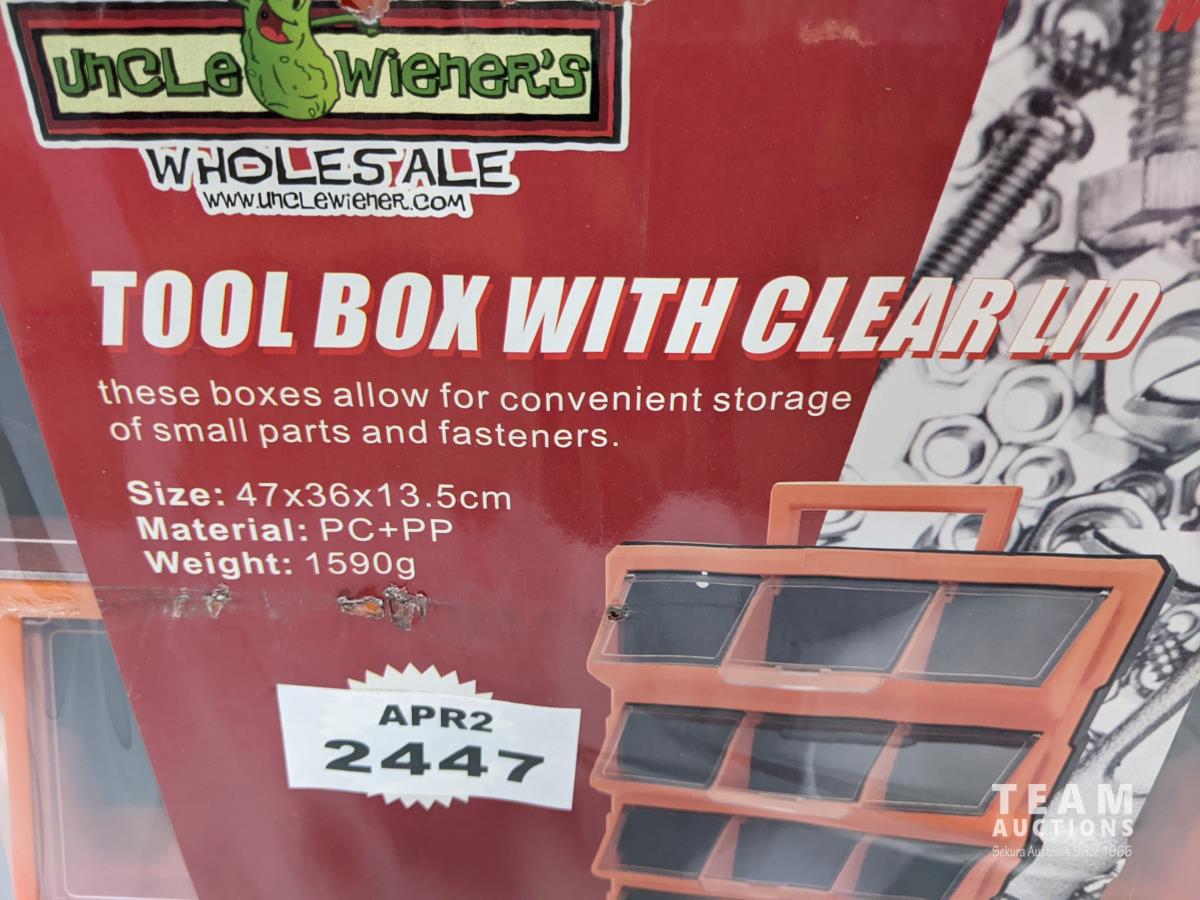 UNCLE WIENER'S
WHOLESALE
WWW.UNCLEWIENER.COM
TOOL BOX WITH CLEAR LID
these boxes allow for convenient storage
of small parts and fasteners.
Size: 47x36x13.5cm
Material: PC+PP
Weight: 1590g
APR2
2447
TEAM
AUCTIONS
Sekura Auctions Since 1966